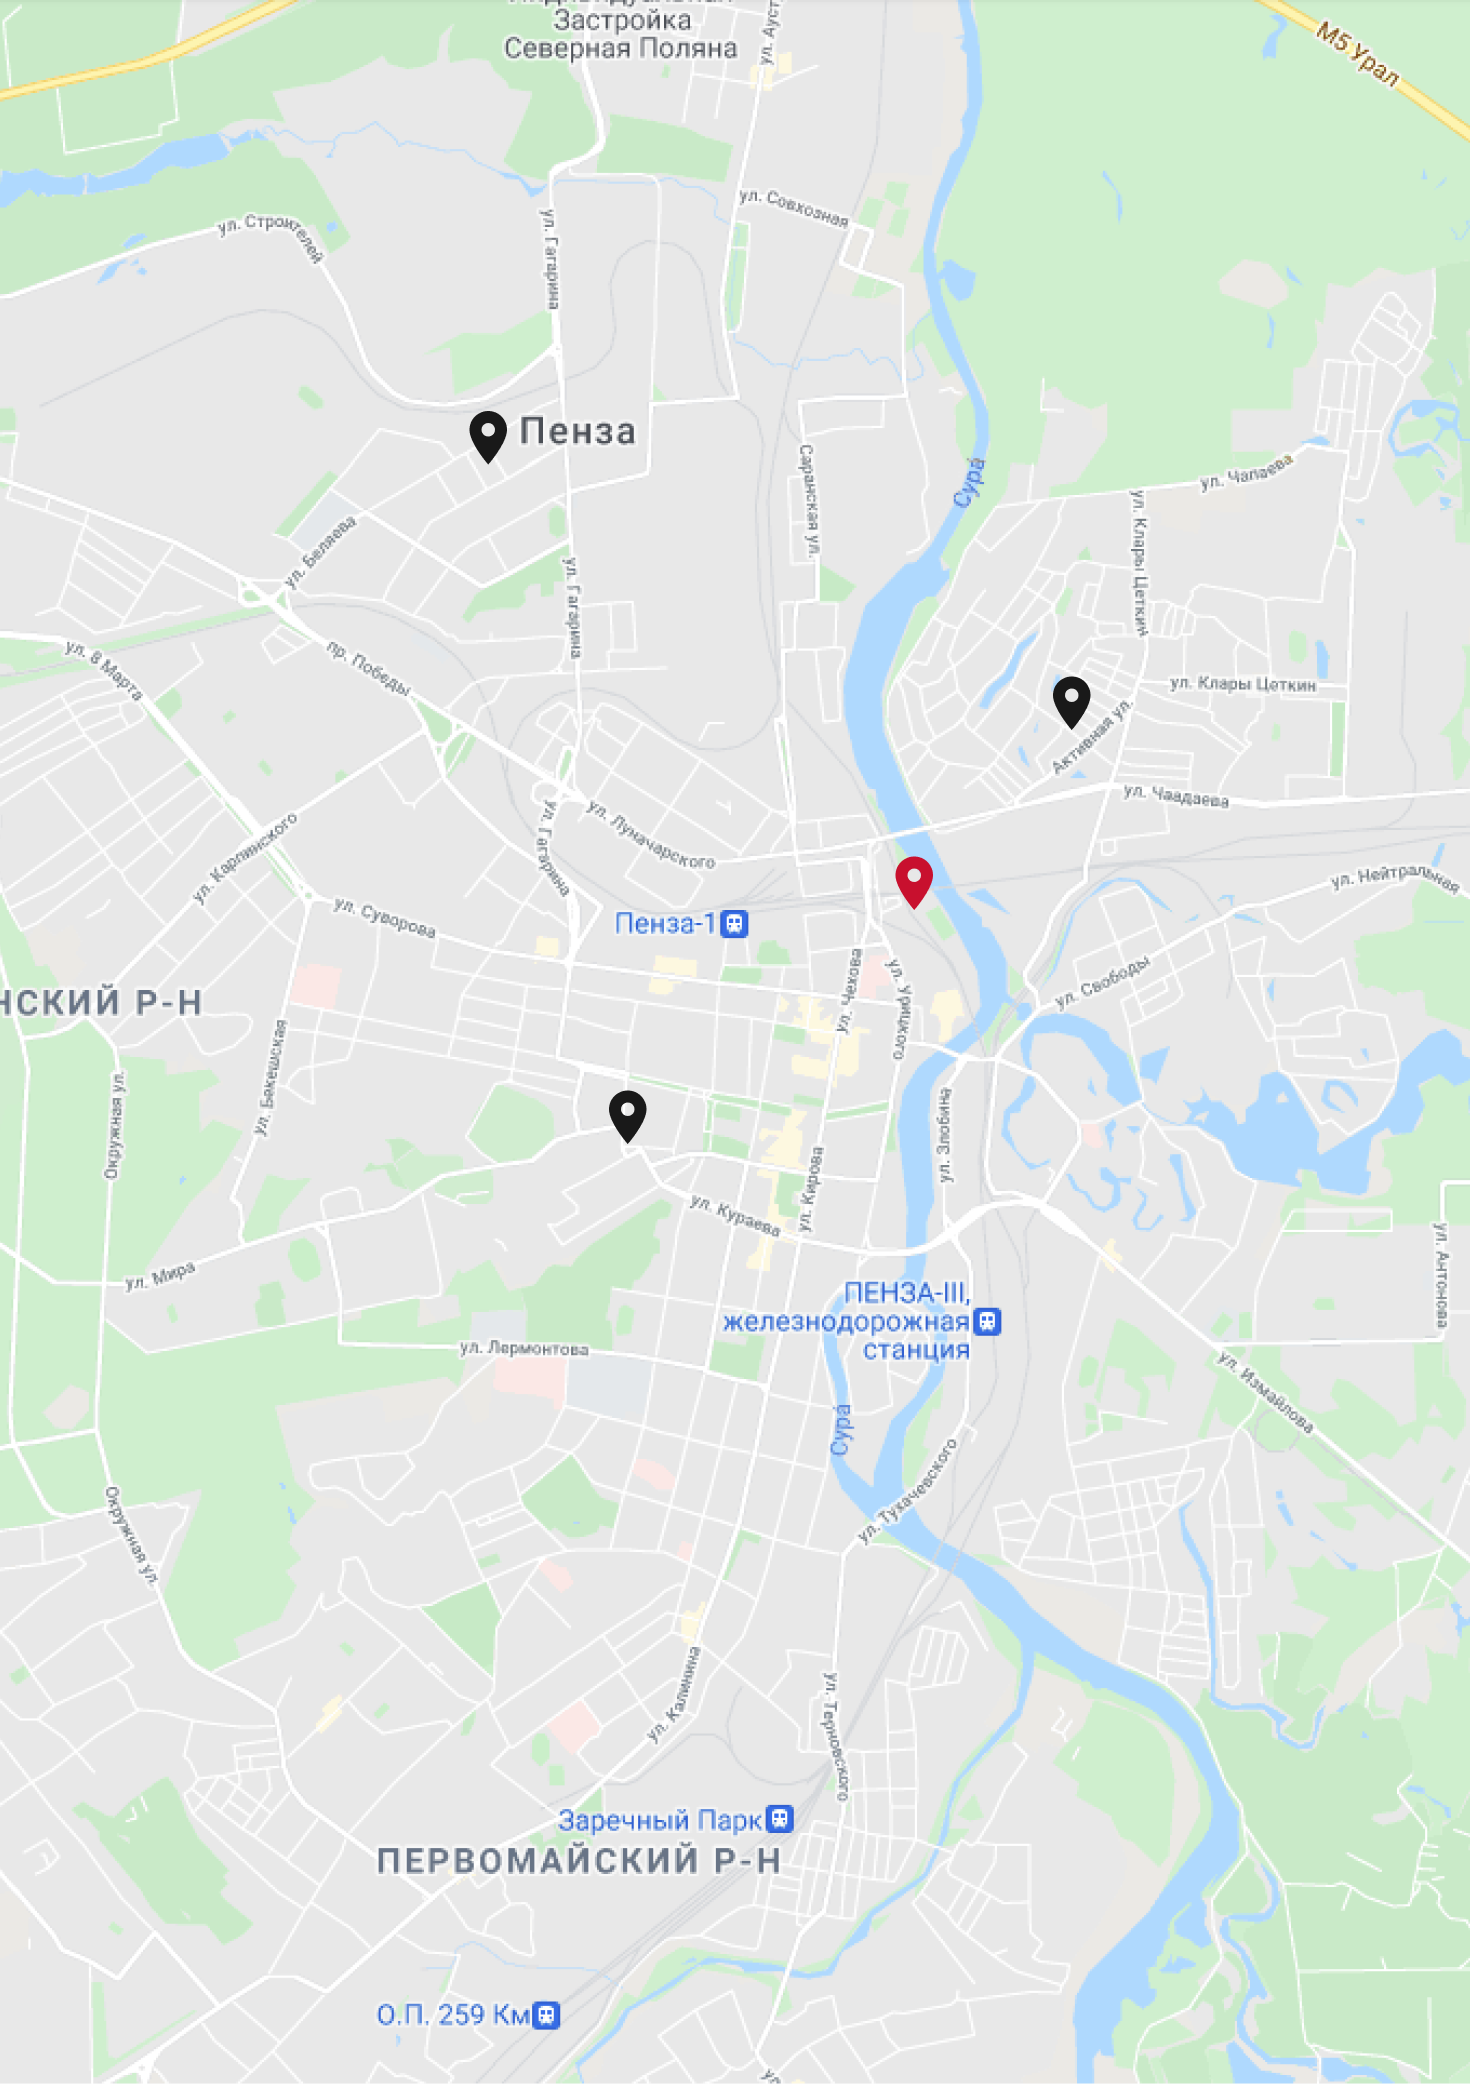 Застройка
Северная Поляна
М5 Урал
ул. Совхозная
ул. Строителей
ул. Гагарина
Пенза
Сура́
Саранская ул.
ул. Чапаева
ул. Клары Цеткин
ул. Беляева
ул. Гагарина
пр. Победы
ул. 8 Марта
ул. Клары Цеткин
Активная ул.
ул. Чаадаева
ул. Луначарского
ул. Гагарина
ул. Карпинского
ул. Нейтральная
ул. Суворова
Пенза-1
ул. Чехова
ул. Урицкого
ул. Свободы
НСКИЙ Р-Н
ул. Бекешская
Окружная ул.
ул. Злобина
ул. Кирова
ул. Кураева
ул. Мира
ул. Антонова
ПЕНЗА-III,
железнодорожная
станция
ул. Лермонтова
ул. Измайлова
Сура́
ул. Тухачевского
Окружная ул.
ул. Калинина
ул. Терновского
Заречный Парк
ПЕРВОМАЙСКИЙ Р-Н
О.П. 259 Км